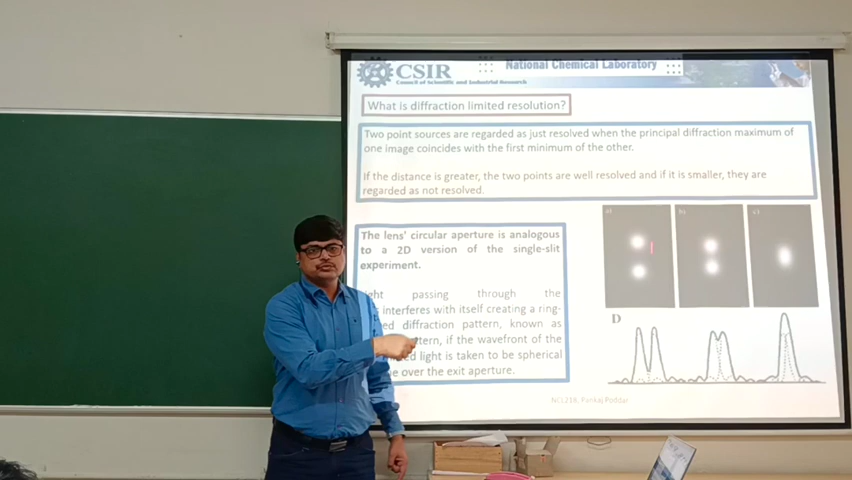 CSIR
Council of Scientific and Industrial Research
National Chemical Laboratory
What is diffraction limited resolution?
Two point sources are regarded as just resolved when the principal diffraction maximum of
one image coincides with the first minimum of the other.
If the distance is greater, the two points are well resolved and if it is smaller, they are
regarded as not resolved.
The lens' circular aperture is analogous
to a 2D version of the single-slit
experiment.
passing through the
interferes with itself creating a ring-
diffraction pattern, known as
if the wavefront of the
light is taken to be spherical
over the exit aperture.
a)
b)
c)
D
NCL218, Pankaj Poddar